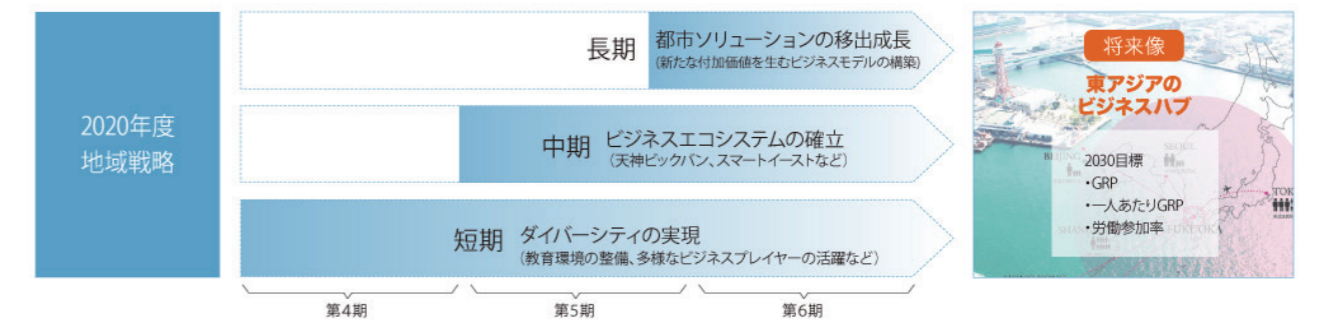 2020年度
地域戦略
長期
都市ソリューションの移出成長
(新たな付加価値を生むビジネスモデルの構築)
中期
ビジネスエコシステムの確立
(天神ビックバン、スマートイーストなど)
短期
ダイバーシティの実現
(教育環境の整備、多様なビジネスプレイヤーの活躍など)
第4期
第5期
第6期
将来像
東アジアの
ビジネスハブ
2030目標
・GRP
・一人あたりGRP
・労働参加率
BEIJING
SEOUL
TOK
FUKUOKA